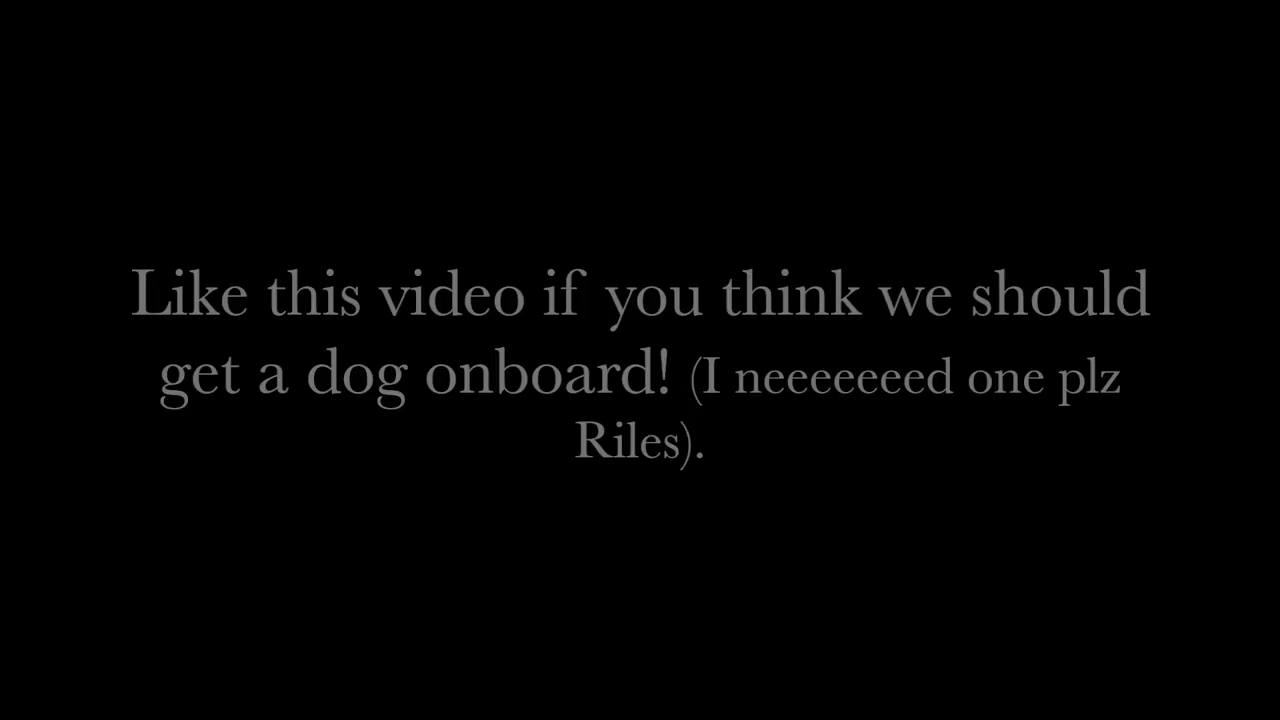 Like this video if you think we should
get a dog onboard! (I neeeeeeed one plz
Riles).